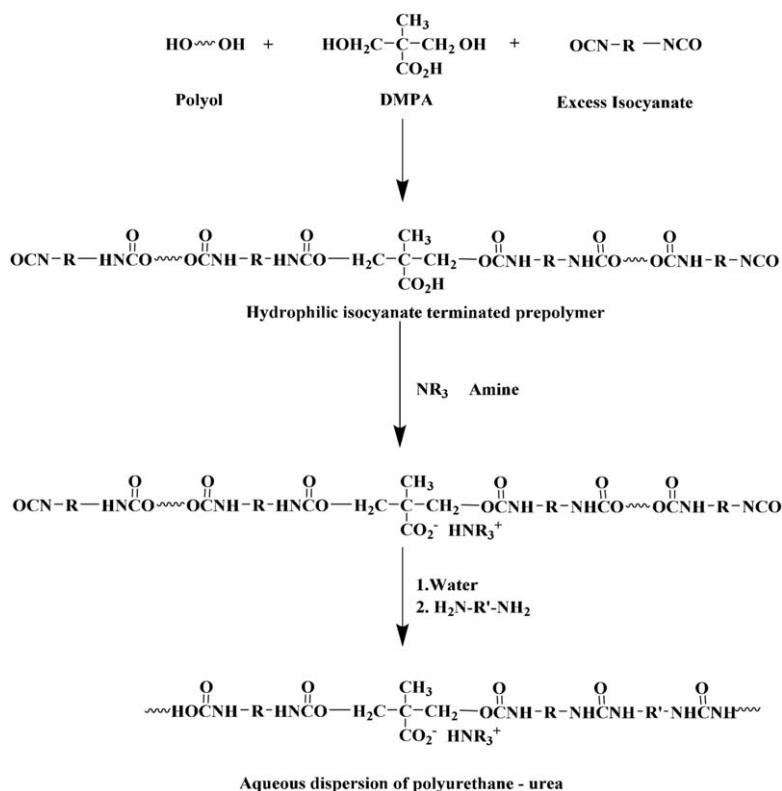 HO~~OH + HOH₂C-C-CH₂OH + OCN-R-NCO
CH₃
CO₂H
Polyol DMPA Excess Isocyanate
O O O CH₃ O O O
OCN-R-HNCO~~OCNH-R-HNCO-H₂C-C-CH₂-OCNH-R-NHCO~~OCNH-R-NCO
CO₂H
Hydrophilic isocyanate terminated prepolymer
NR₃ Amine
O O O CH₃ O O O
OCN-R-HNCO~~OCNH-R-HNCO-H₂C-C-CH₂-OCNH-R-NHCO~~OCNH-R-NCO
CO₂⁻ HNR₃⁺
1.Water
2. H₂N-R'-NH₂
O O CH₃ O O O
~~HOCNH-R-HNCO-H₂C-C-CH₂-OCNH-R-NHCNH-R'-NHCNH~~
CO₂⁻ HNR₃⁺
Aqueous dispersion of polyurethane - urea